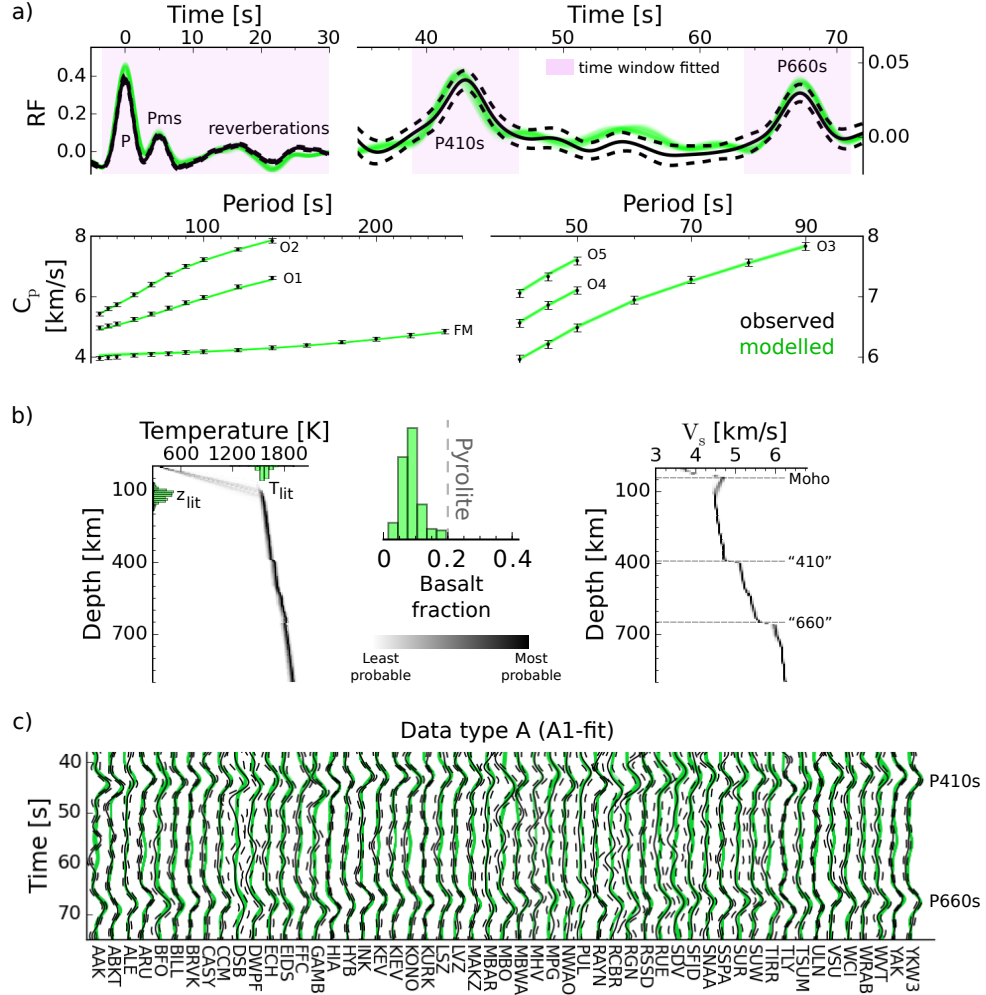 a)
Time [s]
Time [s]
0
10
20
30
40
50
60
70
0.4
0.2
0.0
RF
P
Pms
reverberations
P410s
time window fitted
P660s
0.05
0.00
Period [s]
Period [s]
100
200
50
70
90
8
6
4
Cp
[km/s]
O2
O1
FM
O5
O4
O3
8
7
6
observed
modelled
b)
Temperature [K]
600
1200
1800
100
400
700
Depth [km]
zlit
Tlit
Pyrolite
0
0.2
0.4
Basalt
fraction
Least
probable
Most
probable
Vs [km/s]
3
4
5
6
100
400
700
Depth [km]
Moho
“410”
“660”
c)
Data type A (A1-fit)
40
50
60
70
Time [s]
P410s
P660s
AAK
ABKT
ALE
ARU
BFO
BILL
BRVK
CASY
CCM
DSB
DWPF
ECH
EIDS
FFC
GAMB
HIA
HYB
INK
KEV
KIEV
KONO
KURK
LSZ
LVZ
MAKZ
MBAR
MBO
MBWA
MHV
MPG
NWAO
PUL
RAYN
RCBR
RGN
RSSD
RUE
SDV
SFJD
SNAA
SSPA
SUR
SUW
TIRR
TLY
TSUM
ULN
VSU
WCI
WRAB
WVT
YAK
YKW3